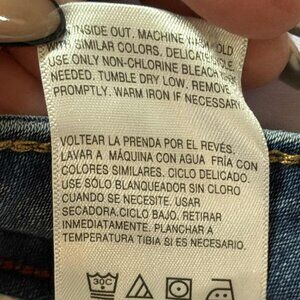 INSIDE OUT. MACHINE WASH COLD
WITH SIMILAR COLORS. DELICATE CYCLE.
USE ONLY NON-CHLORINE BLEACH WHEN
NEEDED. TUMBLE DRY LOW. REMOVE
PROMPTLY. WARM IRON IF NECESSARY.
VOLTEAR LA PRENDA POR EL REVÉS.
LAVAR A MÁQUINA CON AGUA FRÍA CON
COLORES SIMILARES. CICLO DELICADO.
USE SÓLO BLANQUEADOR SIN CLORO
CUANDO SE NECESITE. USAR
SECADORA.CICLO BAJO. RETIRAR
INMEDIATAMENTE. PLANCHAR A
TEMPERATURA TIBIA SI ES NECESARIO.
30C